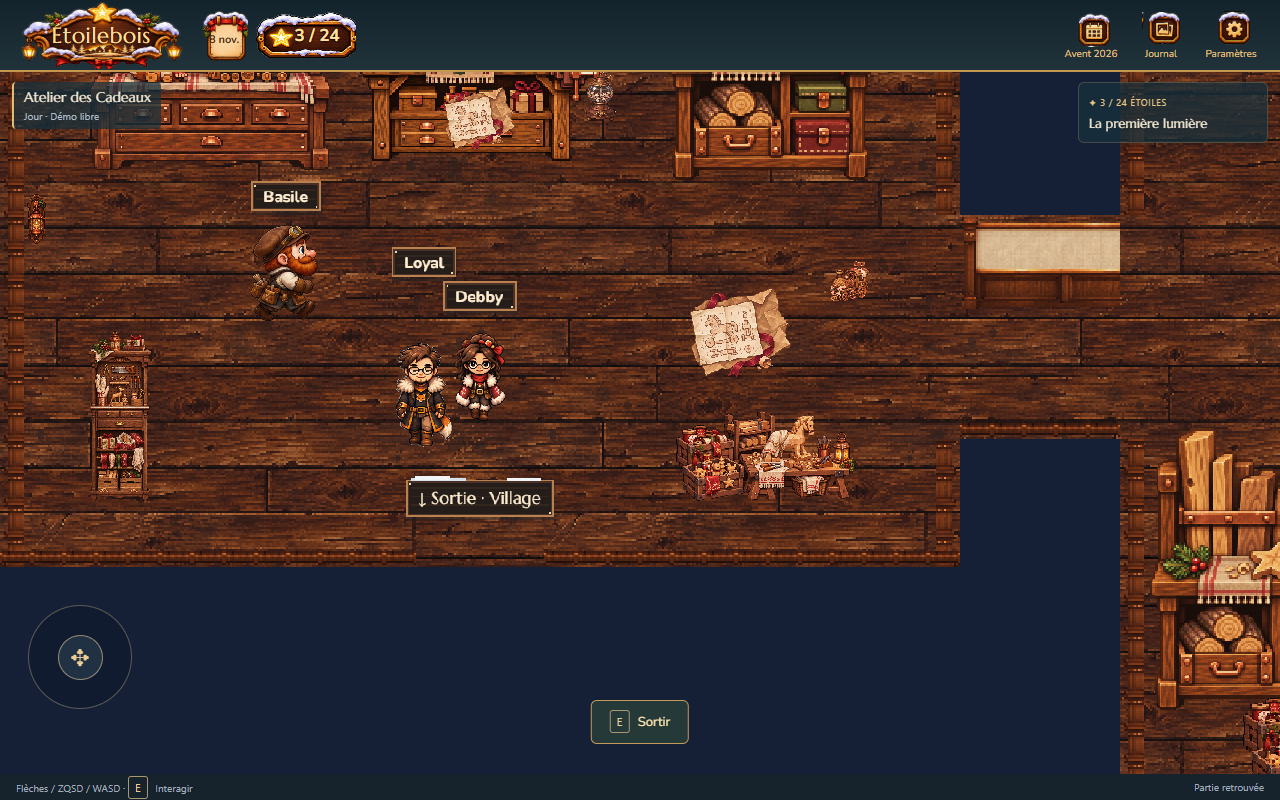 Etoilebois
8 nov.
3 / 24
Avent 2026
Journal
Paramètres
Atelier des Cadeaux
Jour · Démo libre
✦ 3 / 24 ÉTOILES
La première lumière
Basile
Loyal
Debby
↓ Sortie · Village
E Sortir
Flèches / ZQSD / WASD · E Interagir
Partie retrouvée